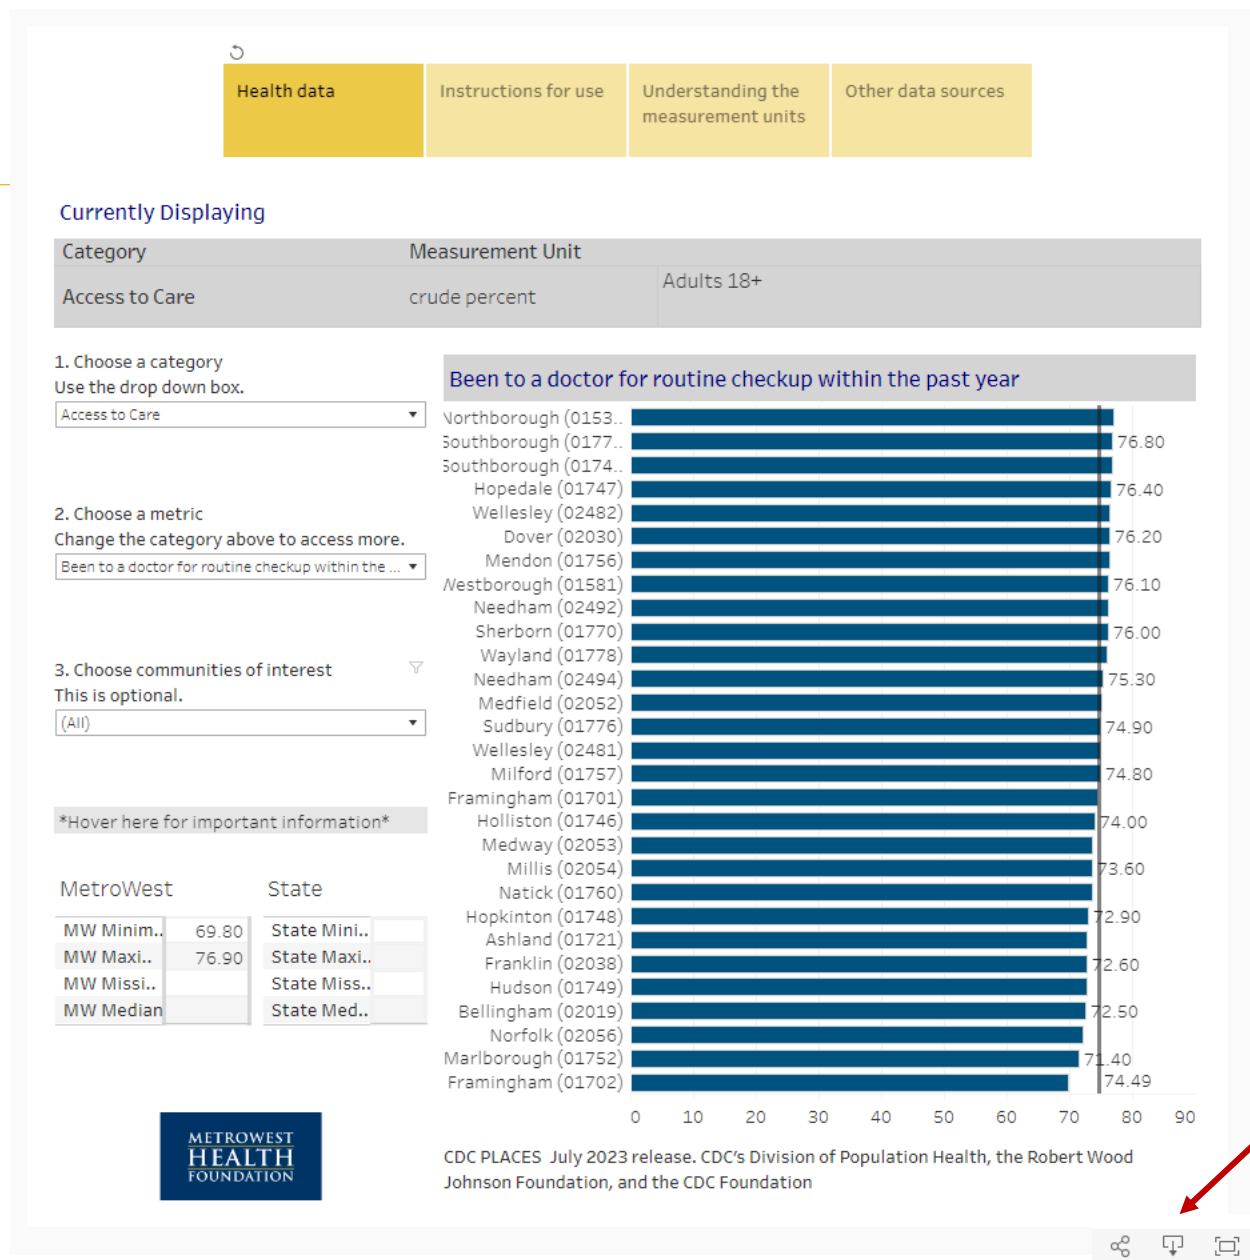 Health data
Instructions for use
Understanding the
measurement units
Other data sources
Currently Displaying
Category Measurement Unit
Access to Care crude percent Adults 18+
1. Choose a category
Use the drop down box.
Access to Care
2. Choose a metric
Change the category above to access more.
Been to a doctor for routine checkup within the ...
3. Choose communities of interest
This is optional.
(All)
*Hover here for important information*
MetroWest State
MW Minim.. 69.80 State Mini..
MW Maxi.. 76.90 State Maxi..
MW Missi.. State Miss..
MW Median State Med..
METROWEST
HEALTH
FOUNDATION
Been to a doctor for routine checkup within the past year
Northborough (0153..
Southborough (0177.. 76.80
Southborough (0174..
Hopedale (01747) 76.40
Wellesley (02482)
Dover (02030) 76.20
Mendon (01756)
Westborough (01581) 76.10
Needham (02492)
Sherborn (01770) 76.00
Wayland (01778)
Needham (02494) 75.30
Medfield (02052)
Sudbury (01776) 74.90
Wellesley (02481)
Milford (01757) 74.80
Framingham (01701)
Holliston (01746) 74.00
Medway (02053)
Millis (02054) 73.60
Natick (01760)
Hopkinton (01748) 72.90
Ashland (01721)
Franklin (02038) 72.60
Hudson (01749)
Bellingham (02019) 72.50
Norfolk (02056)
Marlborough (01752) 71.40
Framingham (01702) 74.49
0 10 20 30 40 50 60 70 80 90
CDC PLACES July 2023 release. CDC's Division of Population Health, the Robert Wood
Johnson Foundation, and the CDC Foundation